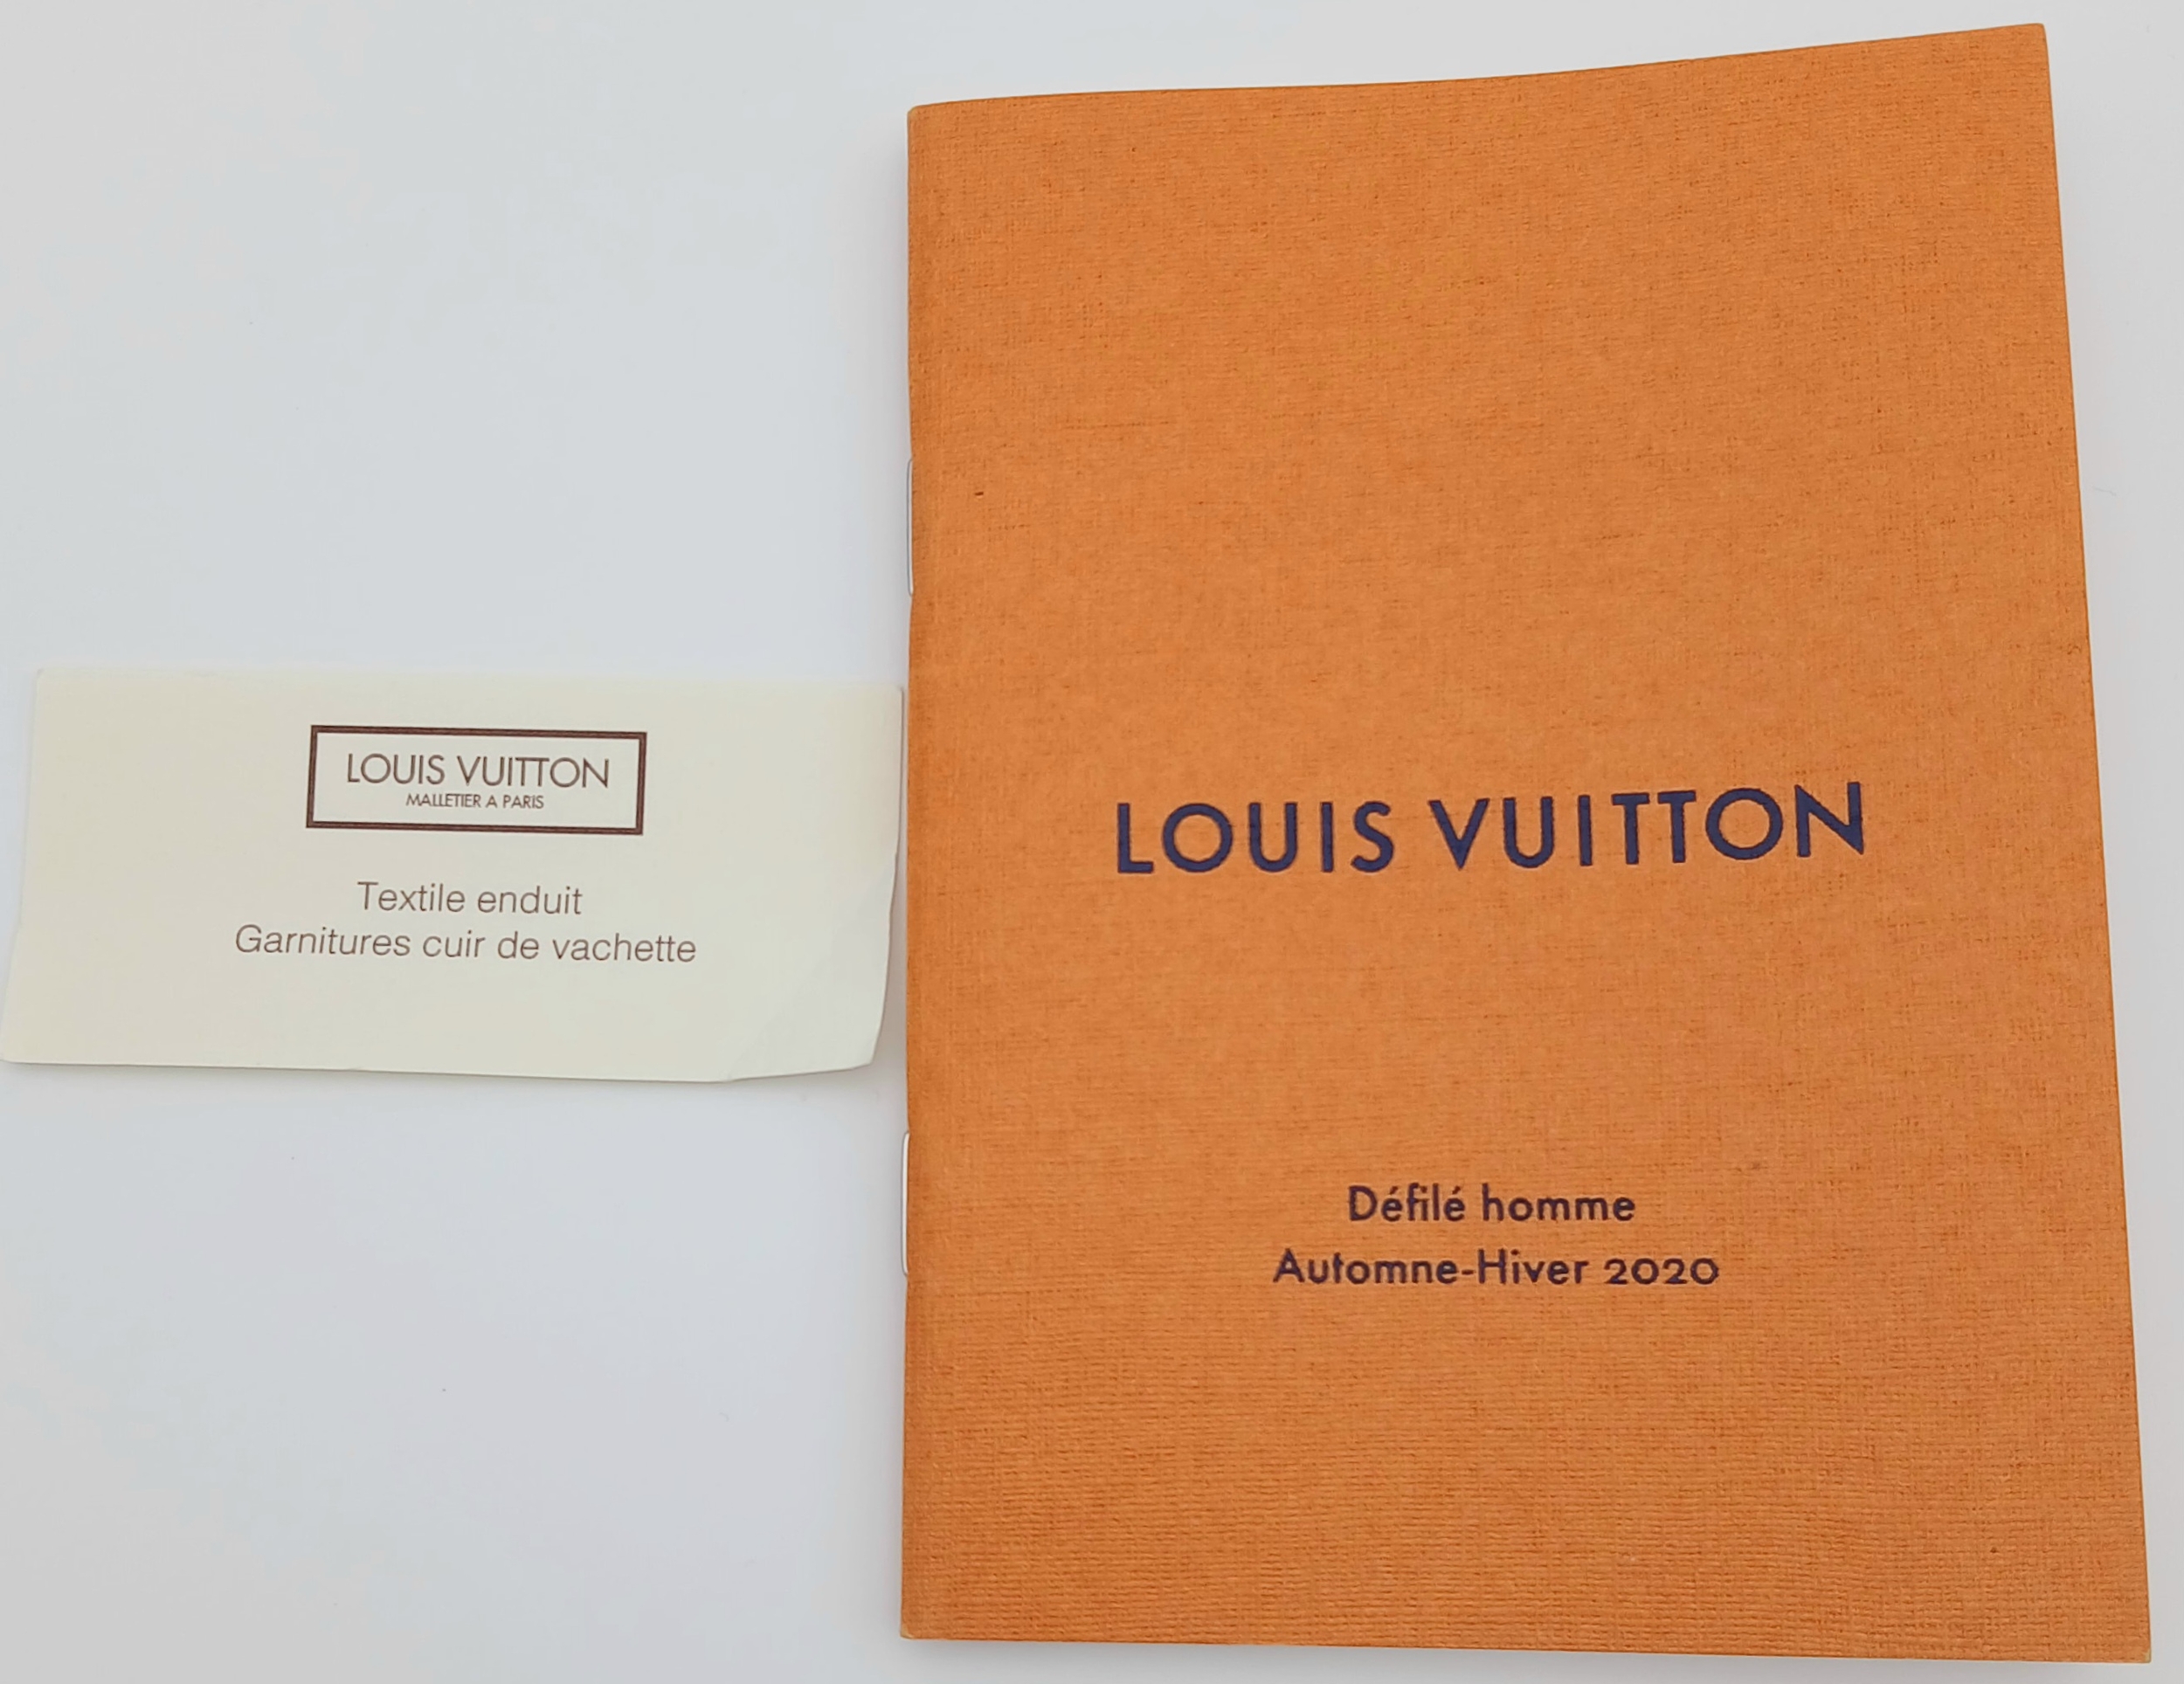 LOUIS VUITTON
MALLETIER A PARIS
Textile enduit
Garnitures cuir de vachette
LOUIS VUITTON
Défilé homme
Automne-Hiver 2020